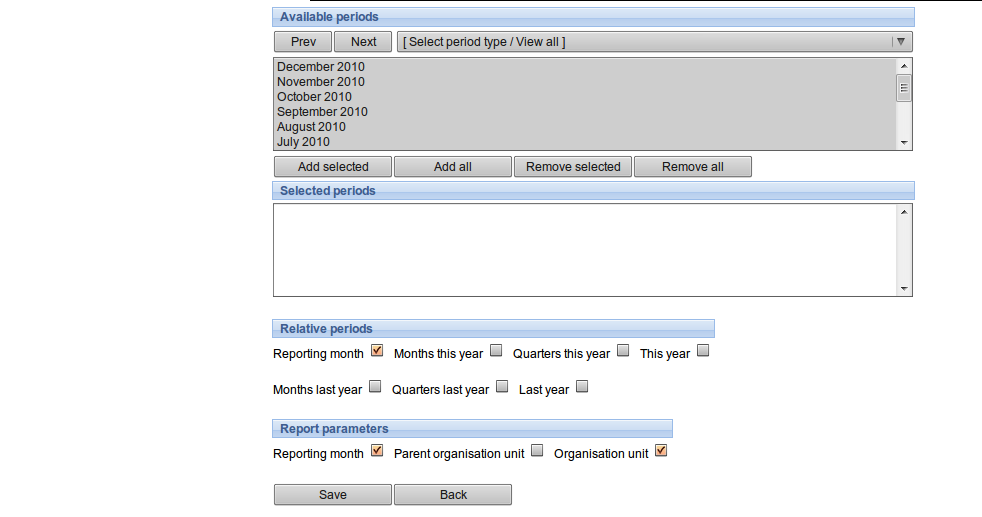 Available periods
Prev Next [ Select period type / View all ]
December 2010
November 2010
October 2010
September 2010
August 2010
July 2010
Add selected Add all Remove selected Remove all
Selected periods
Relative periods
Reporting month Months this year Quarters this year This year
Months last year Quarters last year Last year
Report parameters
Reporting month Parent organisation unit Organisation unit
Save Back